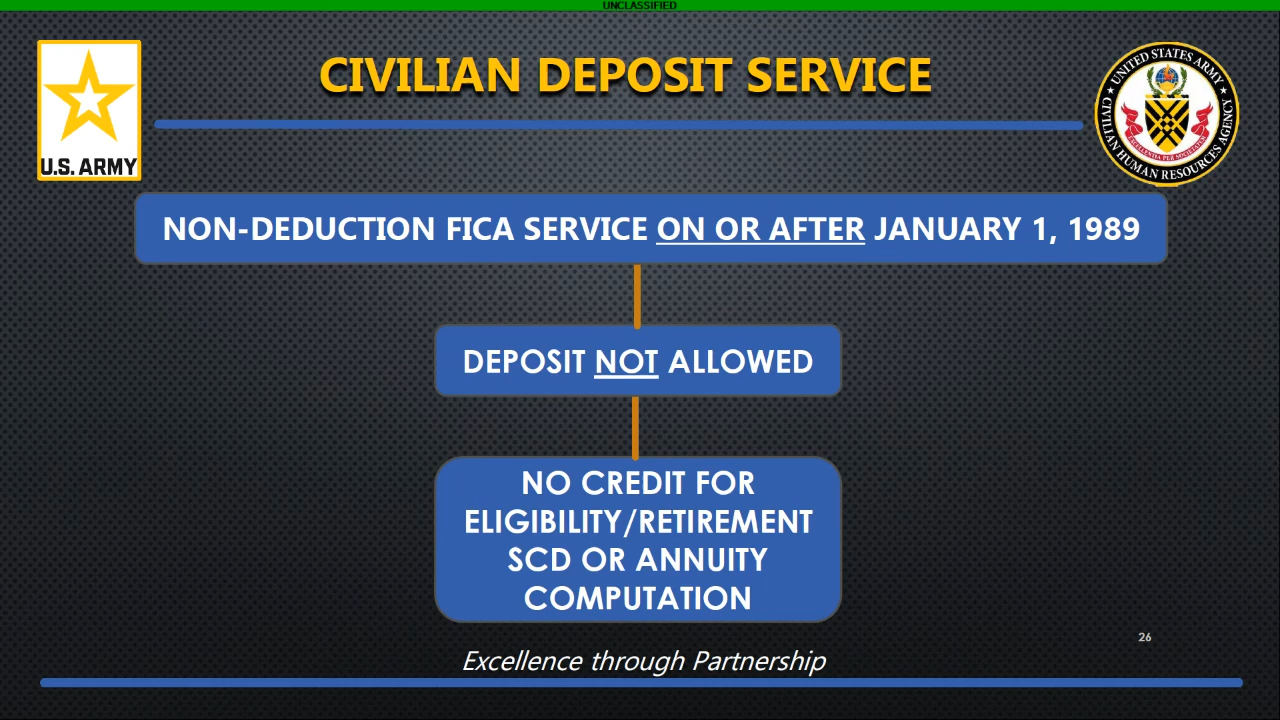 UNCLASSIFIED
CIVILIAN DEPOSIT SERVICE
U.S. ARMY
UNITED STATES ARMY
CIVILIAN HUMAN RESOURCES AGENCY
NON-DEDUCTION FICA SERVICE ON OR AFTER JANUARY 1, 1989
DEPOSIT NOT ALLOWED
NO CREDIT FOR
ELIGIBILITY/RETIREMENT
SCD OR ANNUITY
COMPUTATION
26
Excellence through Partnership